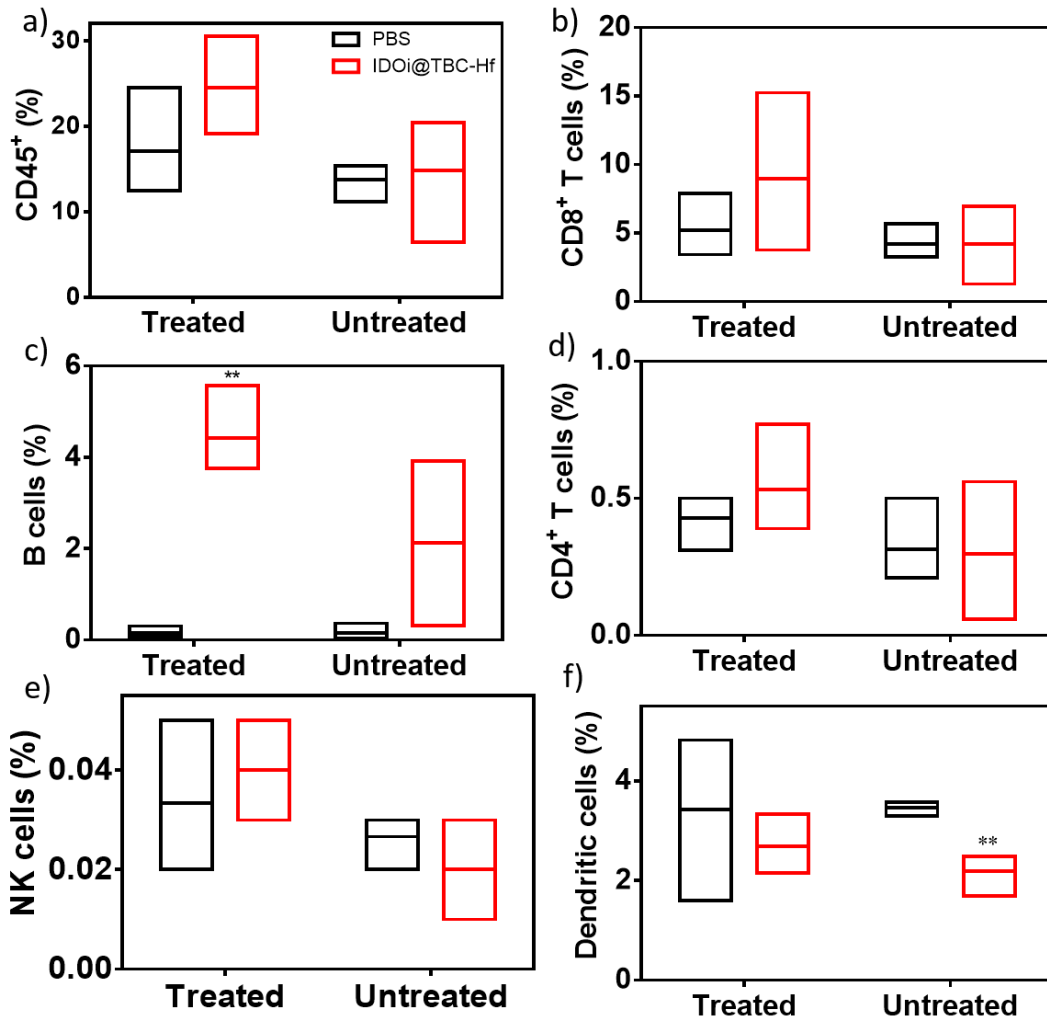 a)
CD45⁺ (%)
30
20
10
0
PBS
IDOi@TBC-Hf
Treated
Untreated
b)
CD8⁺ T cells (%)
20
15
10
5
0
Treated
Untreated
c)
B cells (%)
6
4
2
0
**
Treated
Untreated
d)
CD4⁺ T cells (%)
1.0
0.5
0.0
Treated
Untreated
e)
NK cells (%)
0.04
0.02
0.00
Treated
Untreated
f)
Dendritic cells (%)
4
2
0
**
Treated
Untreated